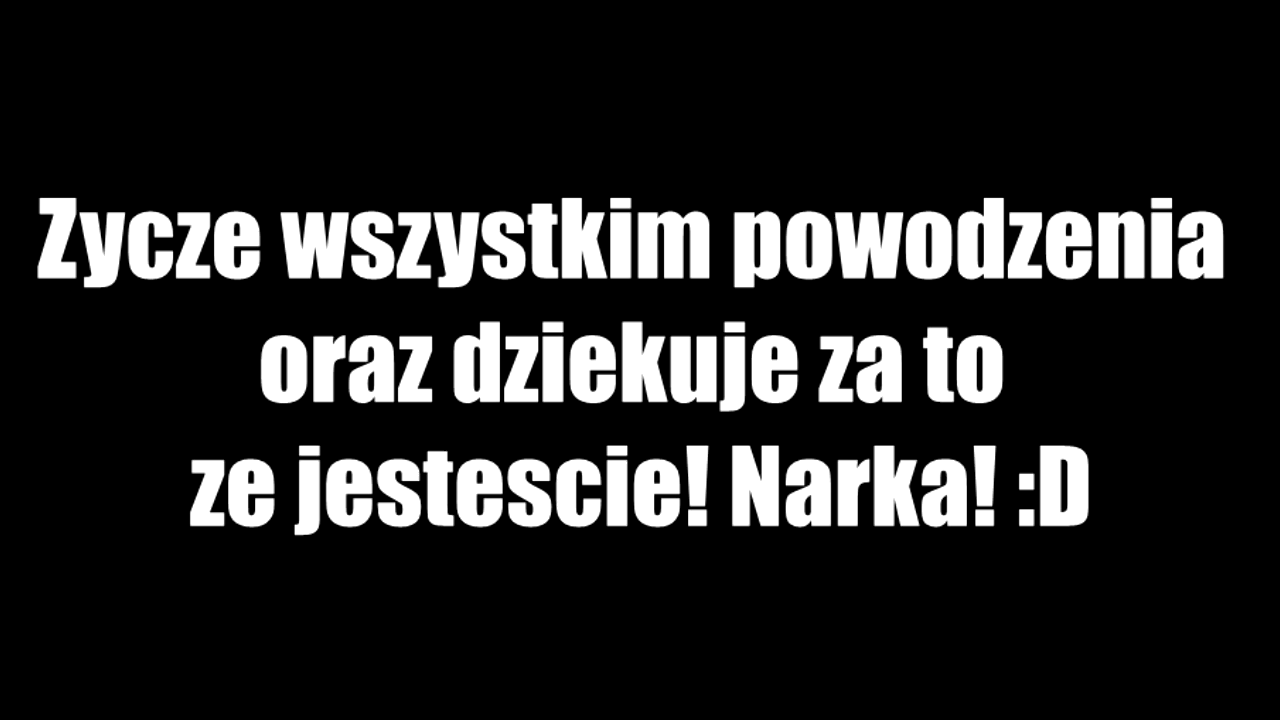 Zycze wszystkim powodzenia
oraz dziekuje za to
ze jestescie! Narka! :D